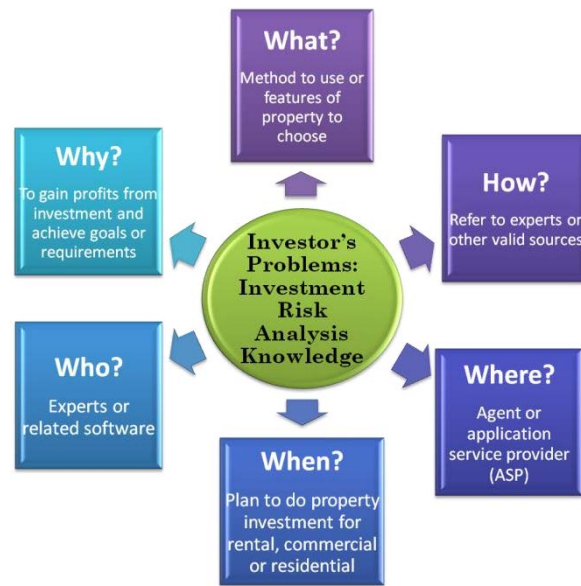 What?
Method to use or
features of
property to
choose
Why?
To gain profits from
investment and
achieve goals or
requirements
How?
Refer to experts or
other valid sources
Investor's
Problems:
Investment
Risk
Analysis
Knowledge
Who?
Experts or
related software
Where?
Agent or
application
service provider
(ASP)
When?
Plan to do property
investment for
rental, commercial
or residential